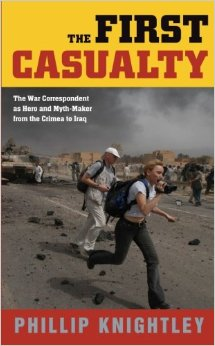 THE FIRST
CASUALTY
The War Correspondent
as Hero and Myth-Maker
from the Crimea to Iraq
PHILLIP KNIGHTLEY